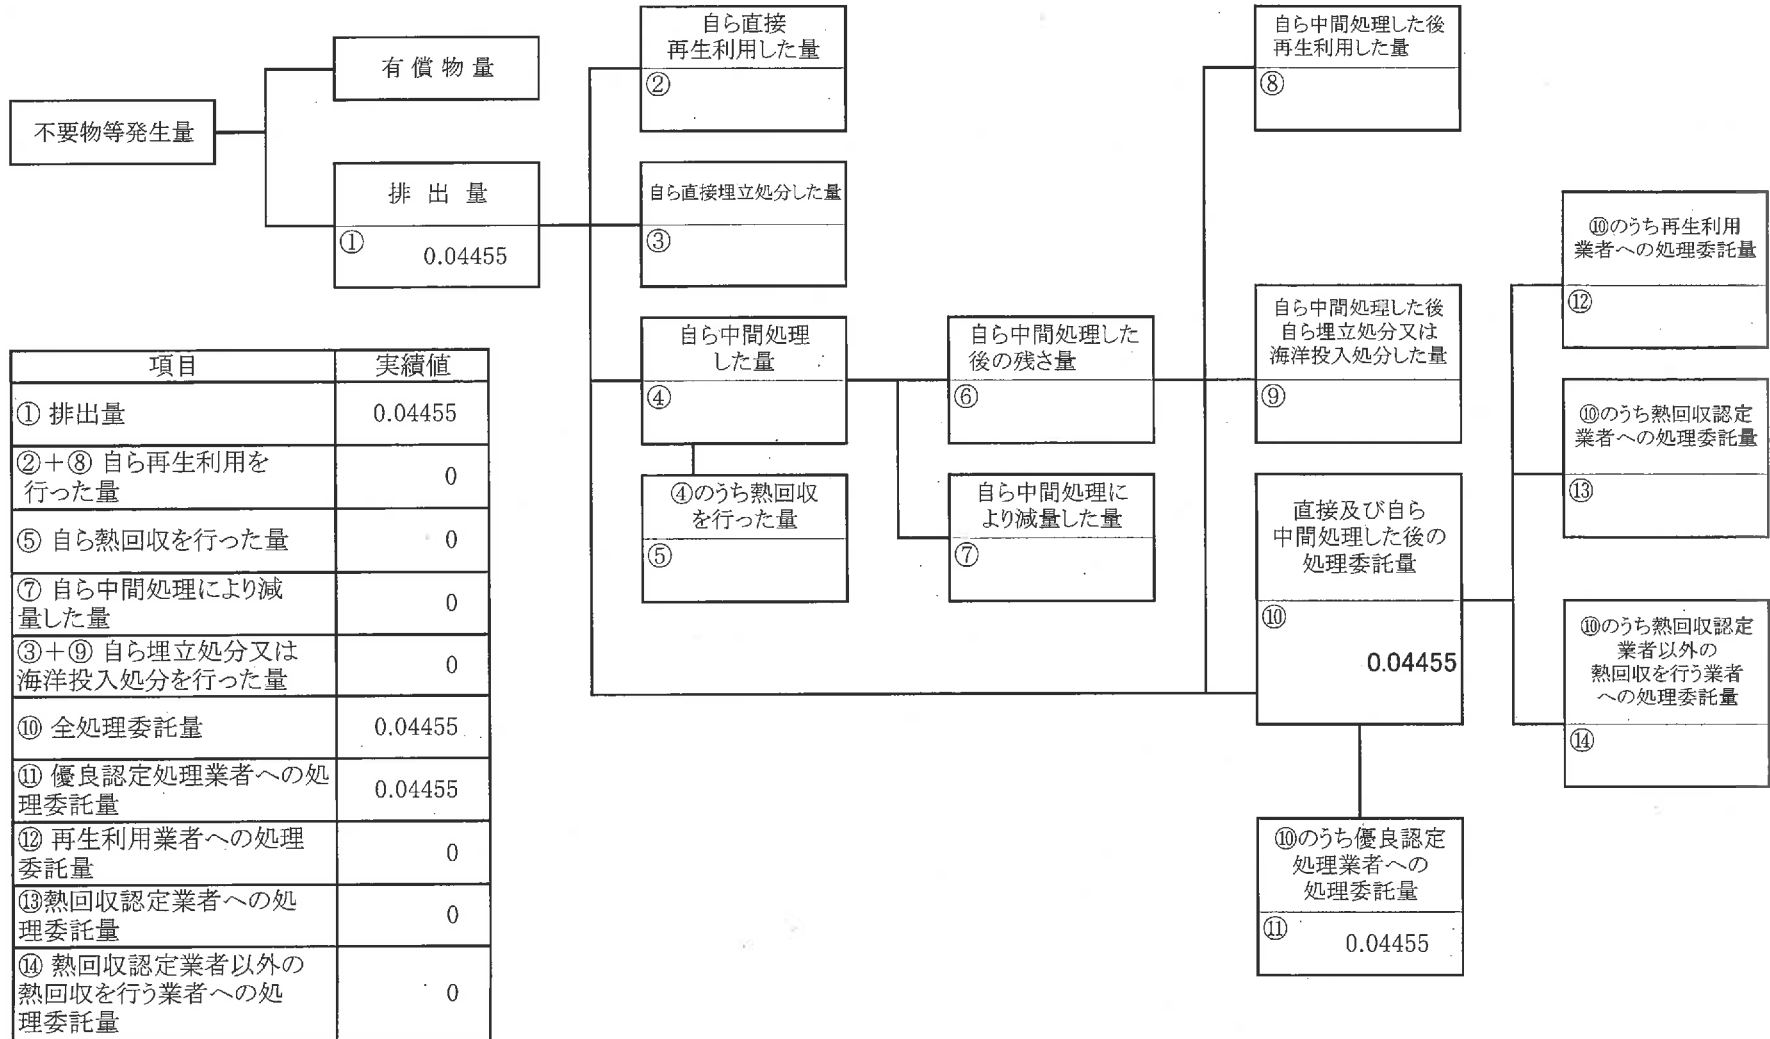 不要物等発生量
有償物量
排出量
① 0.04455
自ら直接
再生利用した量
②
自ら直接埋立処分した量
③
自ら中間処理
した量
④
④のうち熱回収
を行った量
⑤
自ら中間処理した
後の残さ量
⑥
自ら中間処理に
より減量した量
⑦
自ら中間処理した後
再生利用した量
⑧
自ら中間処理した後
自ら埋立処分又は
海洋投入処分した量
⑨
直接及び自ら
中間処理した後の
処理委託量
⑩
0.04455
⑩のうち優良認定
処理業者への
処理委託量
⑪ 0.04455
⑩のうち再生利用
業者への処理委託量
⑫
⑩のうち熱回収認定
業者への処理委託量
⑬
⑩のうち熱回収認定
業者以外の
熱回収を行う業者
への処理委託量
⑭
項目 実績値
① 排出量 0.04455
②+⑧ 自ら再生利用を
行った量 0
⑤ 自ら熱回収を行った量 0
⑦ 自ら中間処理により減
量した量 0
③+⑨ 自ら埋立処分又は
海洋投入処分を行った量 0
⑩ 全処理委託量 0.04455
⑪ 優良認定処理業者への処
理委託量 0.04455
⑫ 再生利用業者への処理
委託量 0
⑬熱回収認定業者への処
理委託量 0
⑭ 熱回収認定業者以外の
熱回収を行う業者への処
理委託量 0